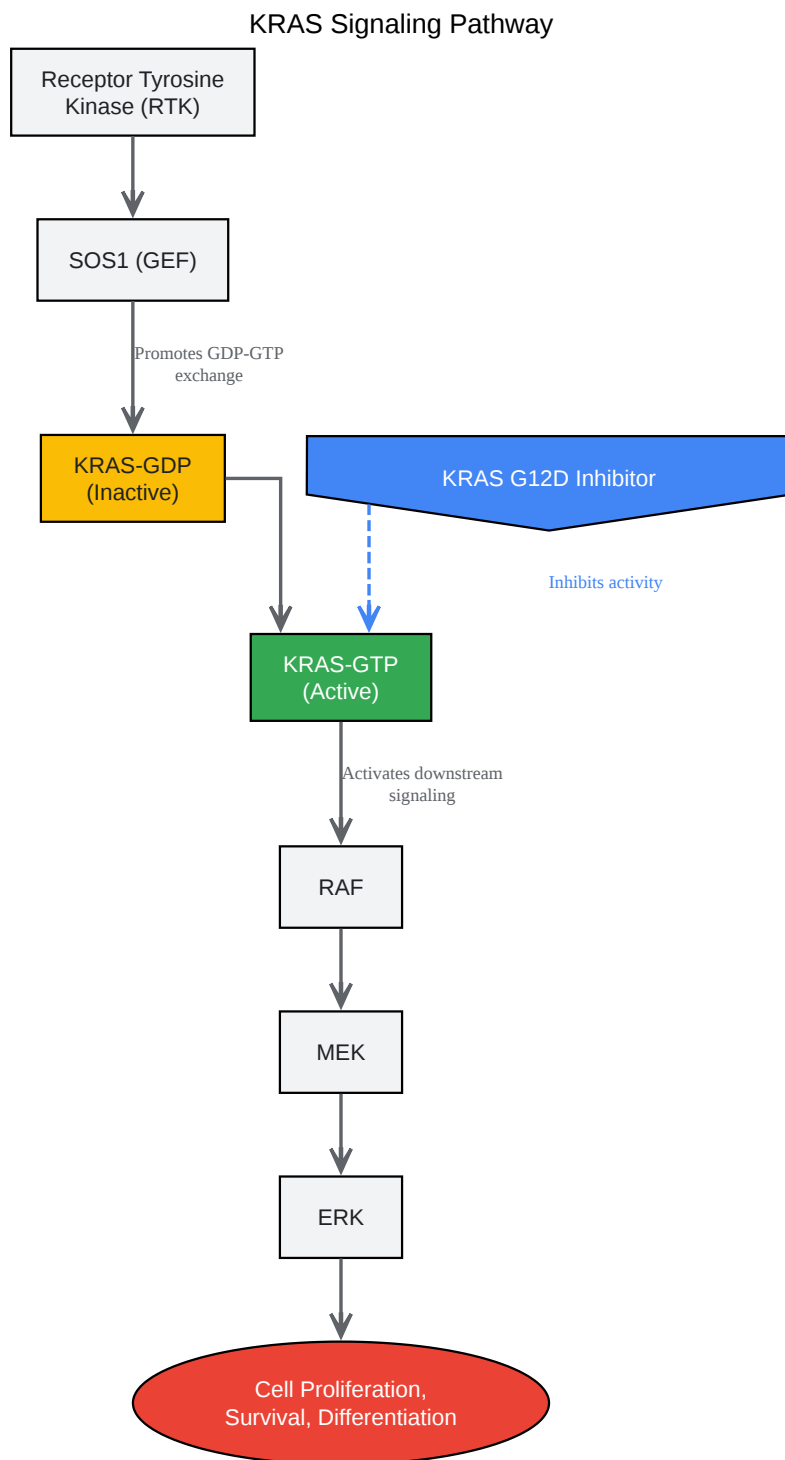 KRAS Signaling Pathway
Receptor Tyrosine
Kinase (RTK)
SOS1 (GEF)
Promotes GDP-GTP
exchange
KRAS-GDP
(Inactive)
KRAS G12D Inhibitor
Inhibits activity
KRAS-GTP
(Active)
Activates downstream
signaling
RAF
MEK
ERK
Cell Proliferation,
Survival, Differentiation